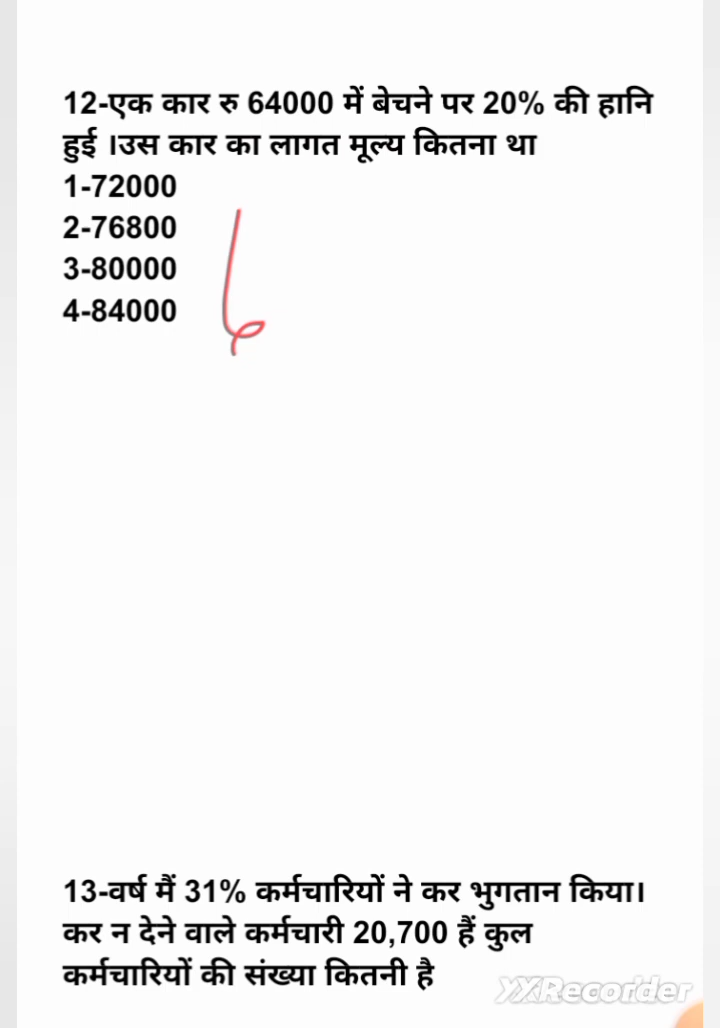 12-एक कार रु 64000 में बेचने पर 20% की हानि
हुई ।उस कार का लागत मूल्य कितना था
1-72000
2-76800
3-80000
4-84000
13-वर्ष मैं 31% कर्मचारियों ने कर भुगतान किया।
कर न देने वाले कर्मचारी 20,700 हैं कुल
कर्मचारियों की संख्या कितनी है
XXRecorder